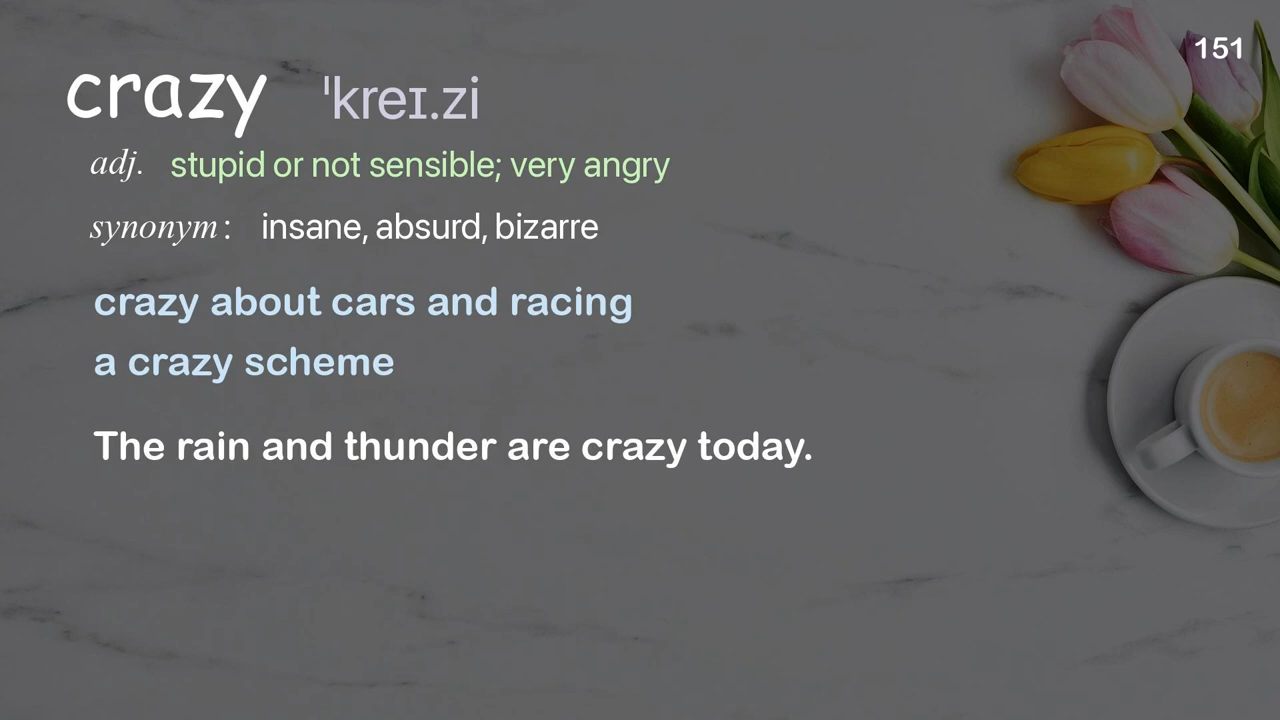 151
crazy ˈkreɪ.zi
adj. stupid or not sensible; very angry
synonym: insane, absurd, bizarre
crazy about cars and racing
a crazy scheme
The rain and thunder are crazy today.